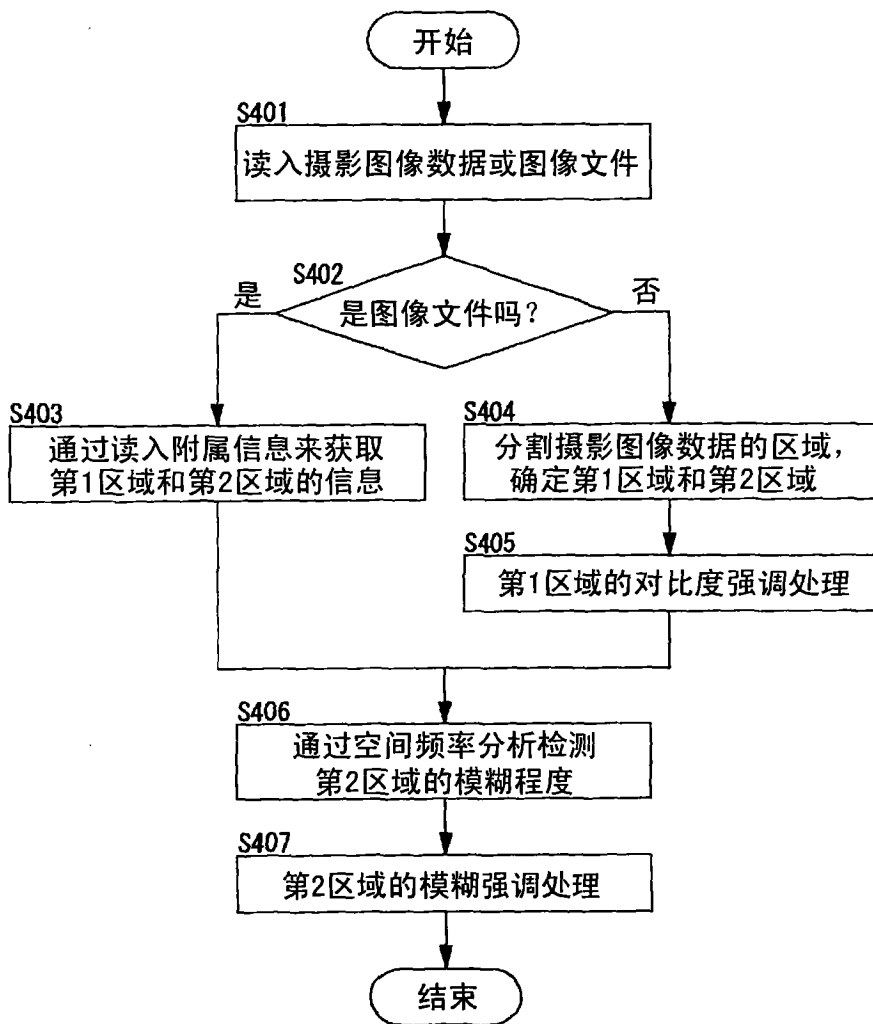 开始
S401
读入摄影图像数据或图像文件
S402
是
是图像文件吗？
否
S403
通过读入附属信息来获取
第1区域和第2区域的信息
S404
分割摄影图像数据的区域，
确定第1区域和第2区域
S405
第1区域的对比度强调处理
S406
通过空间频率分析检测
第2区域的模糊程度
S407
第2区域的模糊强调处理
结束